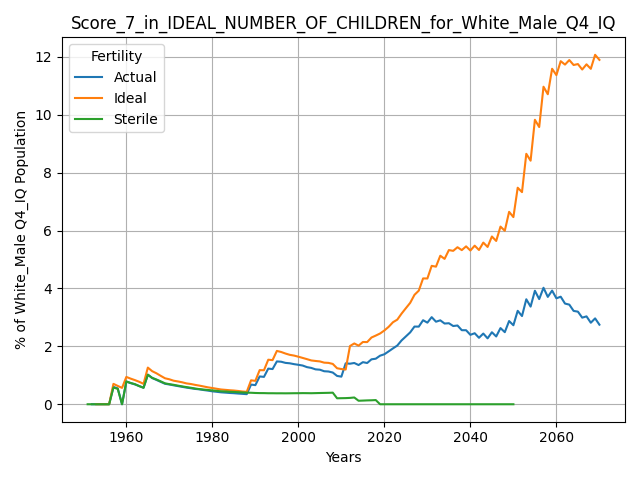 Score_7_in_IDEAL_NUMBER_OF_CHILDREN_for_White_Male_Q4_IQ
Fertility
Actual
Ideal
Sterile
% of White_Male Q4_IQ Population
12
10
8
6
4
2
0
1960 1980 2000 2020 2040 2060
Years